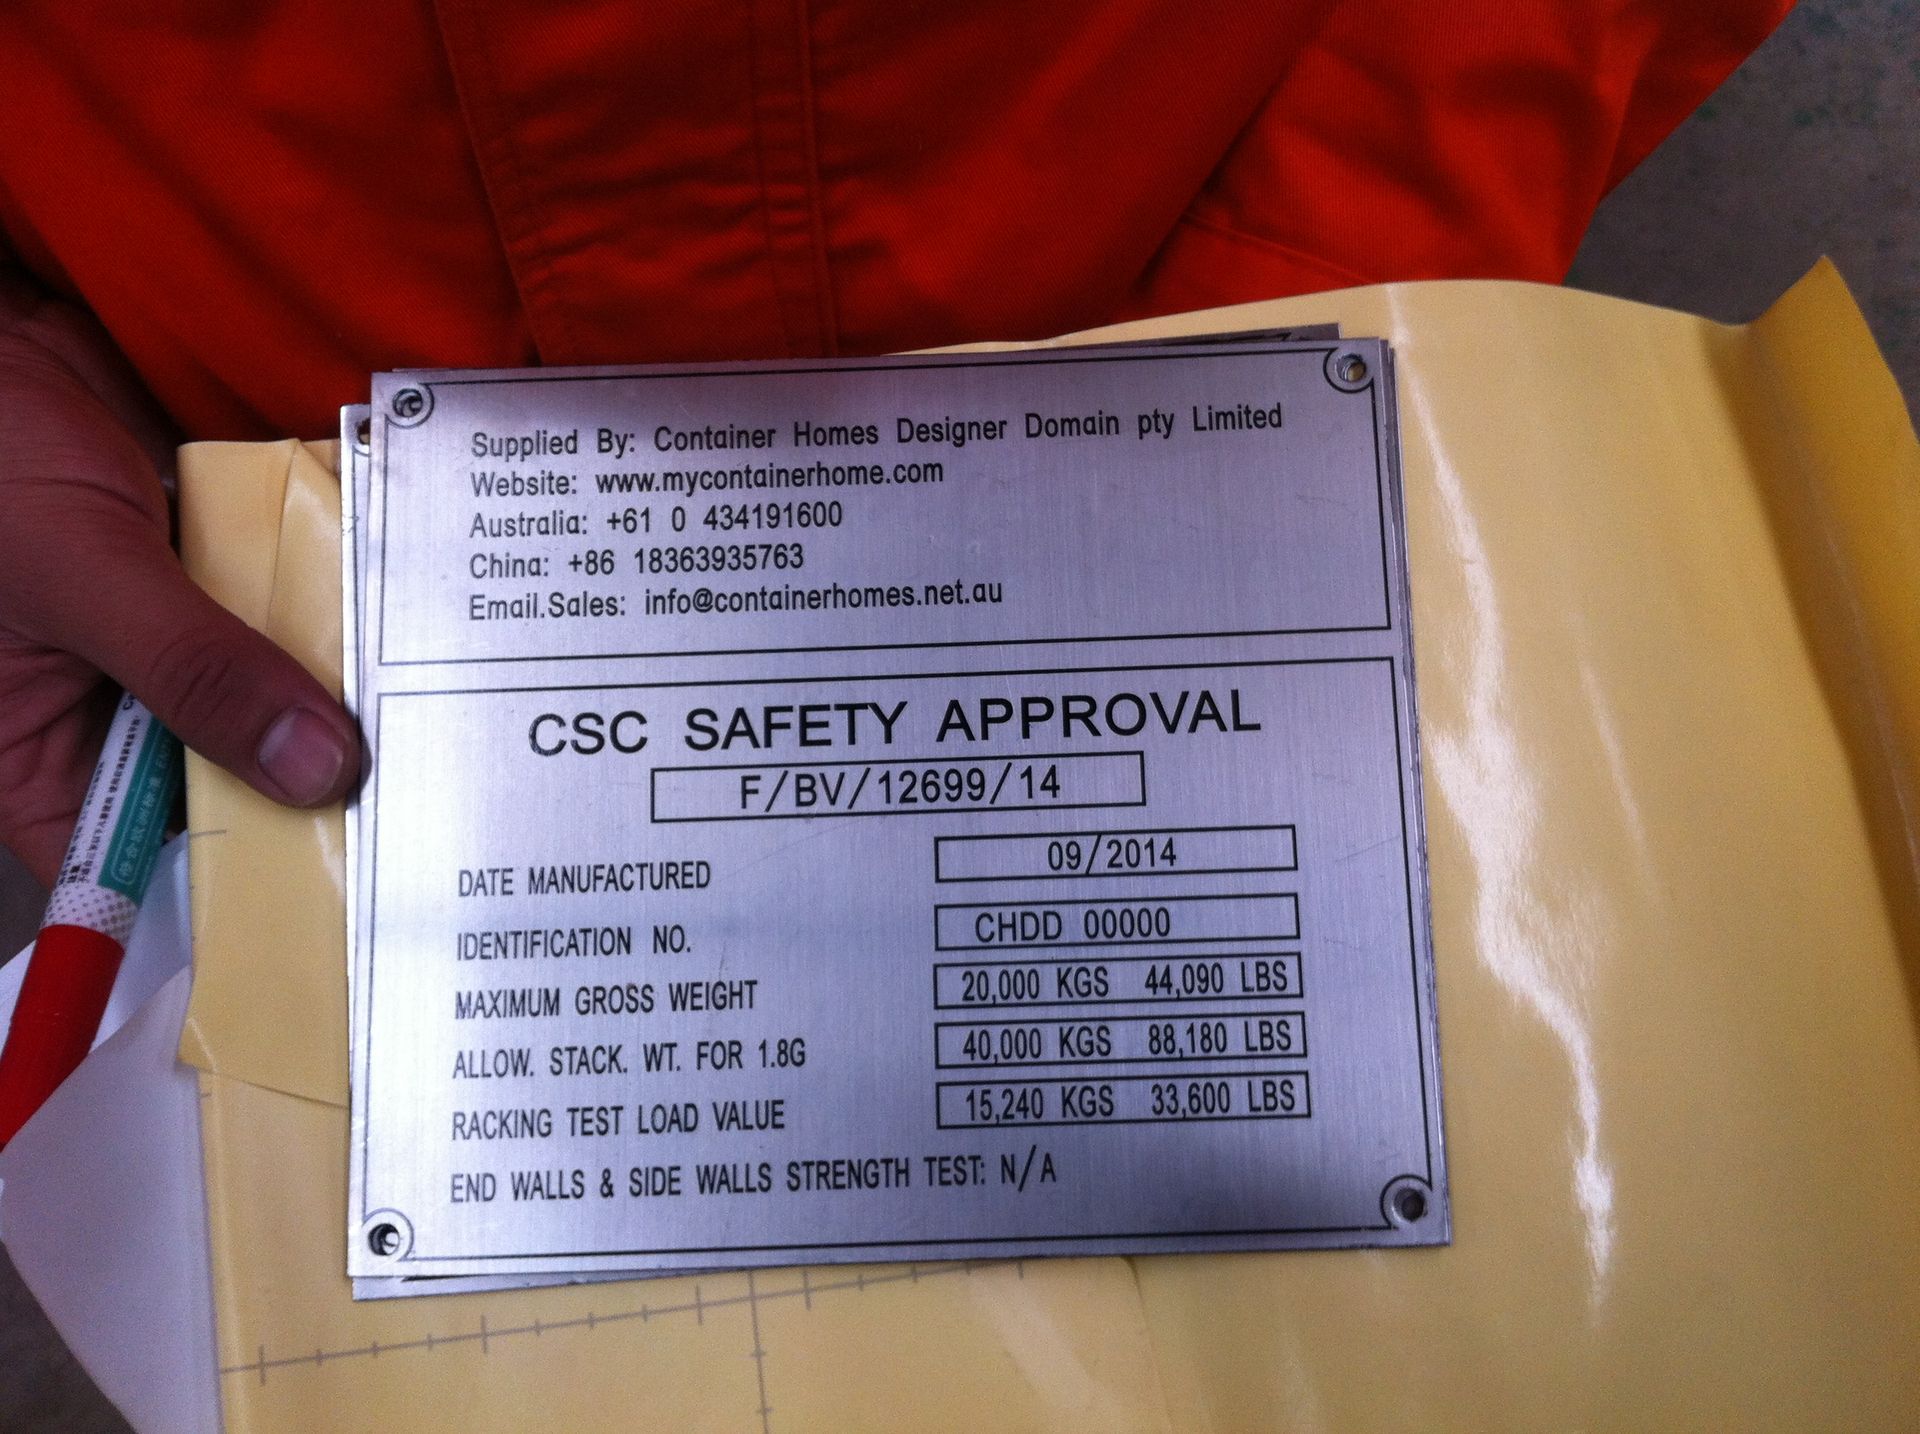 Supplied By: Container Homes Designer Domain pty Limited
Website: www.mycontainerhome.com
Australia: +61 0 434191600
China: +86 18363935763
Email.Sales: info@containerhomes.net.au
CSC SAFETY APPROVAL
F/BV/12699/14
DATE MANUFACTURED 09/2014
IDENTIFICATION NO. CHDD 00000
MAXIMUM GROSS WEIGHT 20,000 KGS 44,090 LBS
ALLOW. STACK. WT. FOR 1.8G 40,000 KGS 88,180 LBS
RACKING TEST LOAD VALUE 15,240 KGS 33,600 LBS
END WALLS & SIDE WALLS STRENGTH TEST: N/A